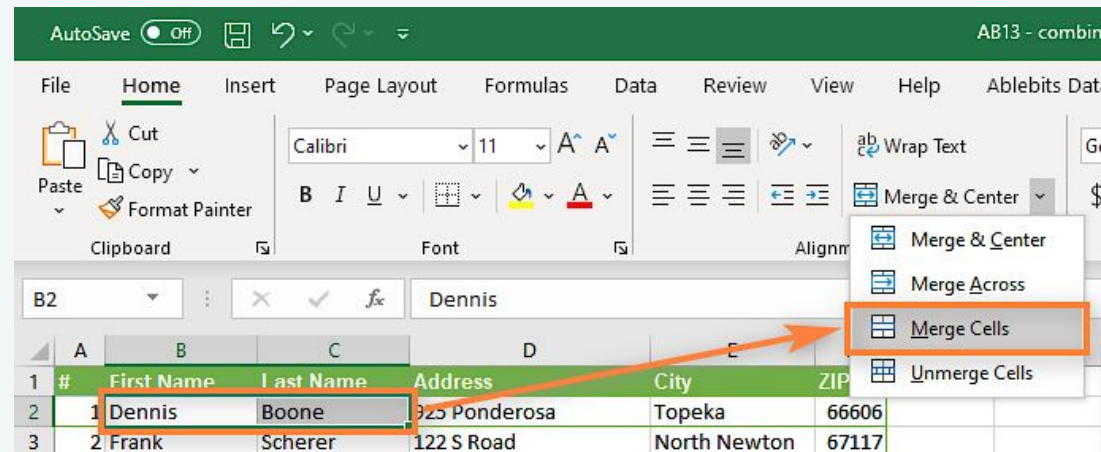 AutoSave Off AB13 - combin
File Home Insert Page Layout Formulas Data Review View Help Ablebits Dat
Cut
Copy
Paste
Format Painter
Clipboard
Calibri 11 A^ A˅
B I U A
Font
ab Wrap Text
Merge & Center $
Alignm
Merge & Center
Merge Across
Merge Cells
Unmerge Cells
B2 fx Dennis
A B C D E
1 # First Name Last Name Address City ZIP
2 1 Dennis Boone 925 Ponderosa Topeka 66606
3 2 Frank Scherer 122 S Road North Newton 67117